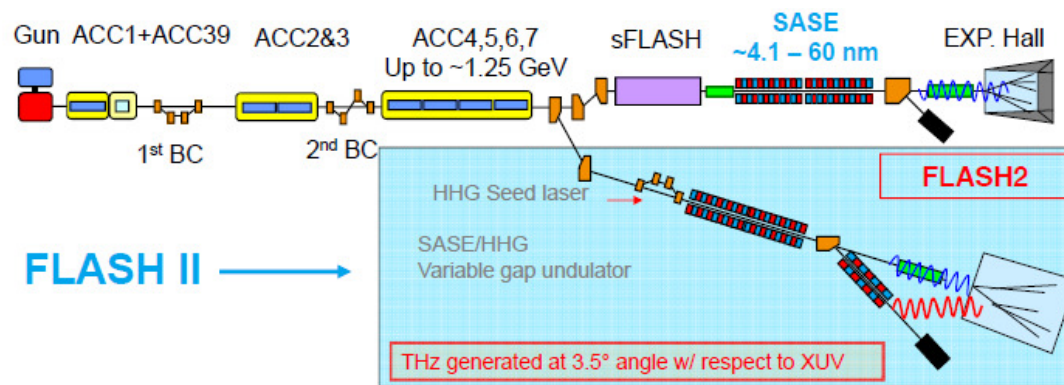 Gun
ACC1+ACC39
ACC2&3
ACC4,5,6,7
Up to ~1.25 GeV
sFLASH
SASE
~4.1 – 60 nm
EXP. Hall
1st BC
2nd BC
FLASH2
HHG Seed laser
SASE/HHG
Variable gap undulator
FLASH II
THz generated at 3.5° angle w/ respect to XUV